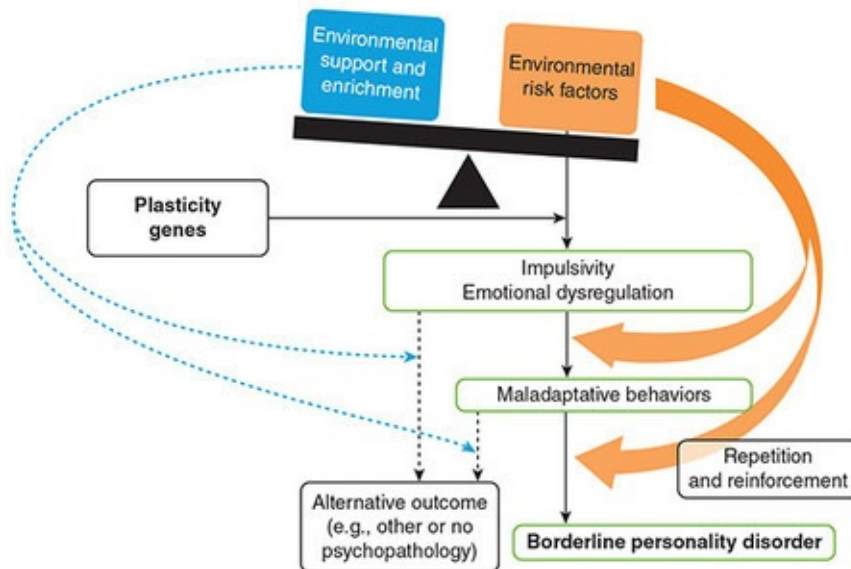 Environmental
support and
enrichment
Environmental
risk factors
Plasticity
genes
Impulsivity
Emotional dysregulation
Maladaptative behaviors
Repetition
and reinforcement
Alternative outcome
(e.g., other or no
psychopathology)
Borderline personality disorder